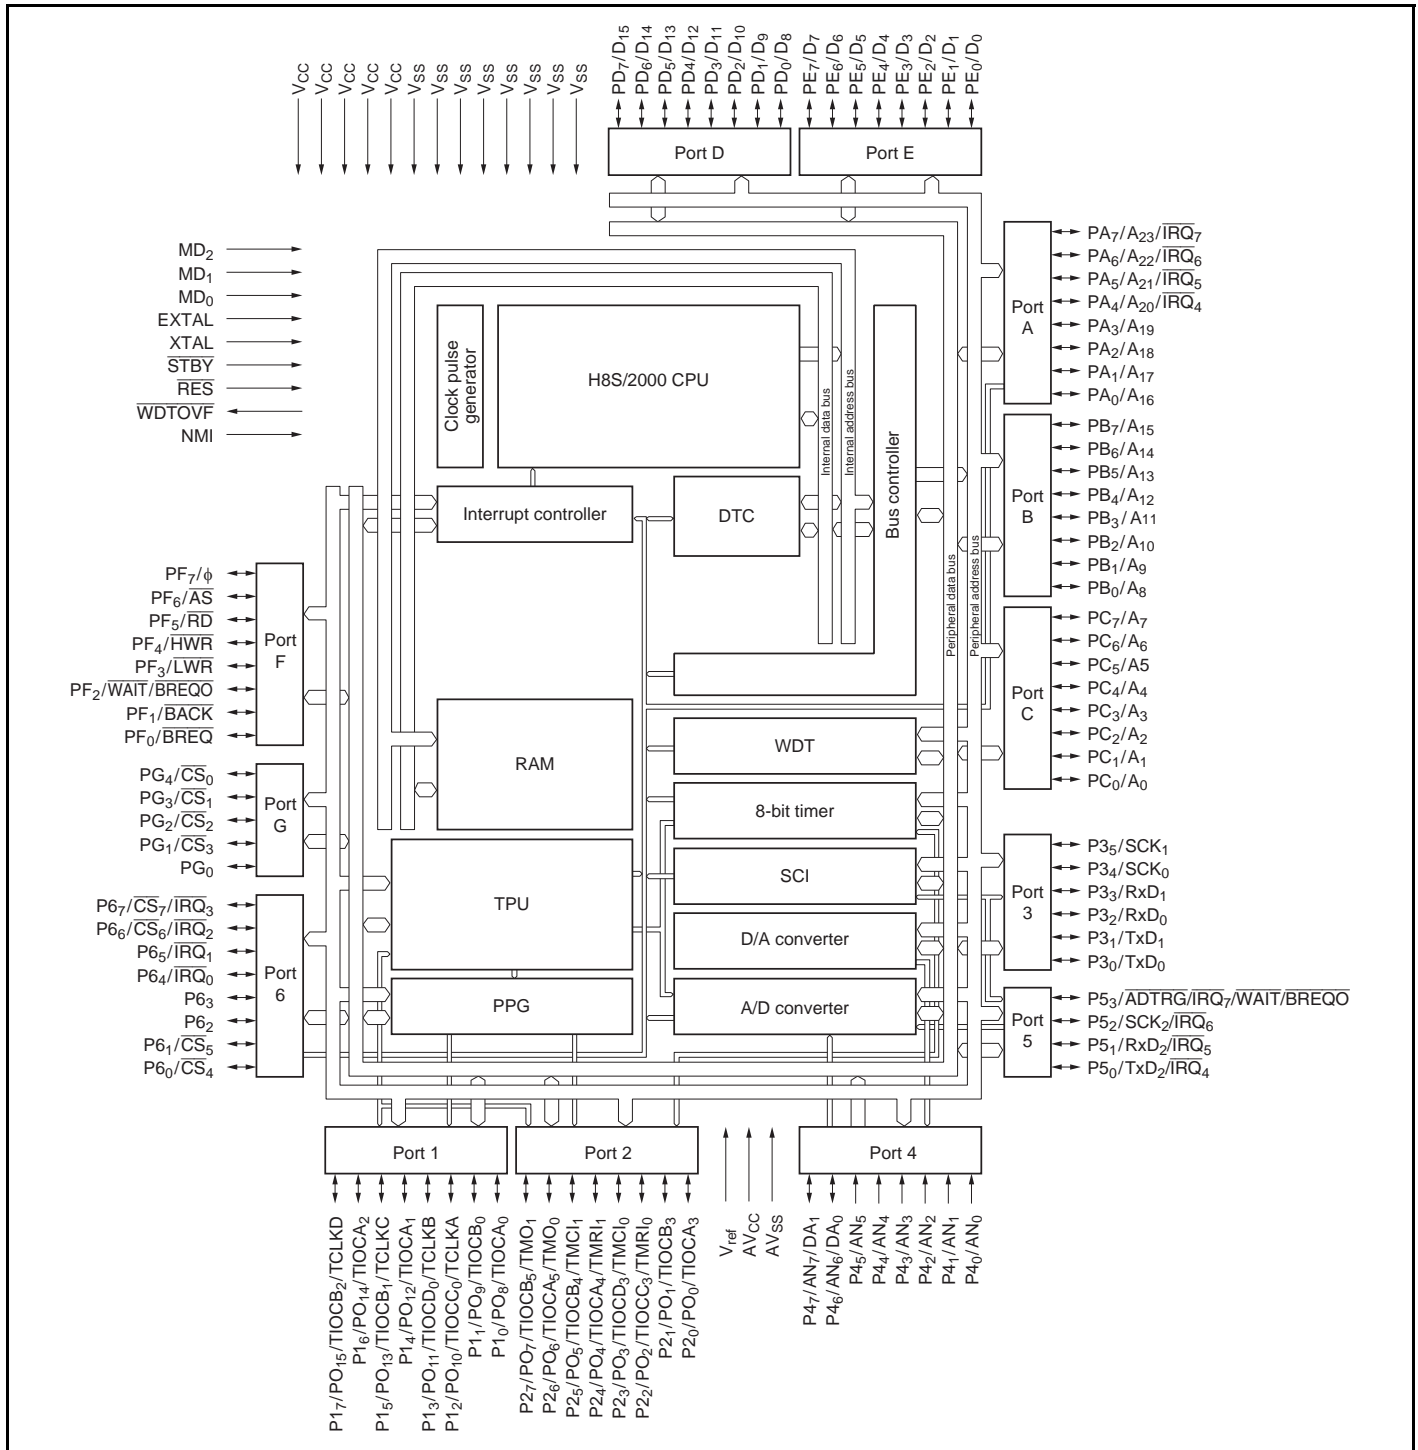 VCC
VCC
VCC
VCC
VCC
VSS
VSS
VSS
VSS
VSS
VSS
VSS
VSS
PD7/D15
PD6/D14
PD5/D13
PD4/D12
PD3/D11
PD2/D10
PD1/D9
PD0/D8
PE7/D7
PE6/D6
PE5/D5
PE4/D4
PE3/D3
PE2/D2
PE1/D1
PE0/D0
Port D
Port E
MD2
MD1
MD0
EXTAL
XTAL
STBY
RES
WDTOVF
NMI
Clock pulse
generator
H8S/2000 CPU
Internal data bus
Internal address bus
Bus controller
Interrupt controller
DTC
Peripheral data bus
Peripheral address bus
Port
A
PA7/A23/IRQ7
PA6/A22/IRQ6
PA5/A21/IRQ5
PA4/A20/IRQ4
PA3/A19
PA2/A18
PA1/A17
PA0/A16
Port
B
PB7/A15
PB6/A14
PB5/A13
PB4/A12
PB3/A11
PB2/A10
PB1/A9
PB0/A8
PF7/ϕ
PF6/AS
PF5/RD
PF4/HWR
PF3/LWR
PF2/WAIT/BREQO
PF1/BACK
PF0/BREQ
Port
F
Port
C
PC7/A7
PC6/A6
PC5/A5
PC4/A4
PC3/A3
PC2/A2
PC1/A1
PC0/A0
RAM
WDT
8-bit timer
PG4/CS0
PG3/CS1
PG2/CS2
PG1/CS3
PG0
Port
G
TPU
SCI
D/A converter
PPG
A/D converter
Port
3
P35/SCK1
P34/SCK0
P33/RxD1
P32/RxD0
P31/TxD1
P30/TxD0
P67/CS7/IRQ3
P66/CS6/IRQ2
P65/IRQ1
P64/IRQ0
P63
P62
P61/CS5
P60/CS4
Port
6
Port
5
P53/ADTRG/IRQ7/WAIT/BREQO
P52/SCK2/IRQ6
P51/RxD2/IRQ5
P50/TxD2/IRQ4
Port 1
Port 2
Port 4
P17/PO15/TIOCB2/TCLKD
P16/PO14/TIOCA2
P15/PO13/TIOCB1/TCLKC
P14/PO12/TIOCA1
P13/PO11/TIOCD0/TCLKB
P12/PO10/TIOCC0/TCLKA
P11/PO9/TIOCB0
P10/PO8/TIOCA0
P27/PO7/TIOCB5/TMO1
P26/PO6/TIOCA5/TMO0
P25/PO5/TIOCB4/TMCI1
P24/PO4/TIOCA4/TMRI1
P23/PO3/TIOCD3/TMCI0
P22/PO2/TIOCC3/TMRI0
P21/PO1/TIOCB3
P20/PO0/TIOCA3
Vref
AVCC
AVSS
P47/AN7/DA1
P46/AN6/DA0
P45/AN5
P44/AN4
P43/AN3
P42/AN2
P41/AN1
P40/AN0